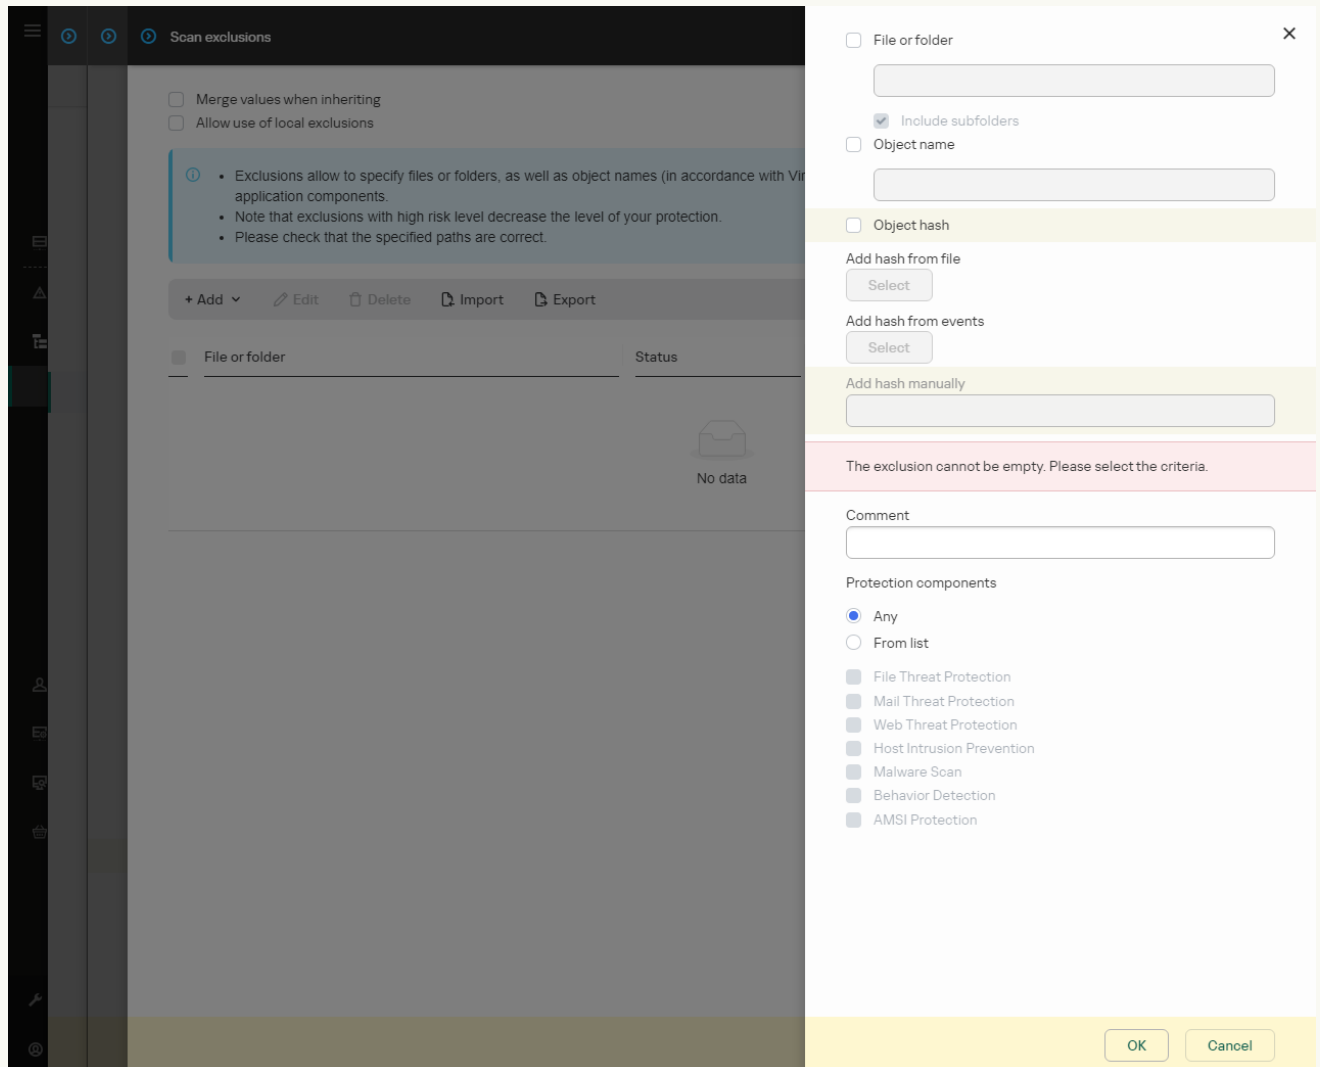 Scan exclusions
Merge values when inheriting
Allow use of local exclusions
Exclusions allow to specify files or folders, as well as object names (in accordance with Vir
application components.
Note that exclusions with high risk level decrease the level of your protection.
Please check that the specified paths are correct.
+ Add
Edit
Delete
Import
Export
File or folder
Status
No data
File or folder
Include subfolders
Object name
Object hash
Add hash from file
Select
Add hash from events
Select
Add hash manually
The exclusion cannot be empty. Please select the criteria.
Comment
Protection components
Any
From list
File Threat Protection
Mail Threat Protection
Web Threat Protection
Host Intrusion Prevention
Malware Scan
Behavior Detection
AMSI Protection
OK
Cancel